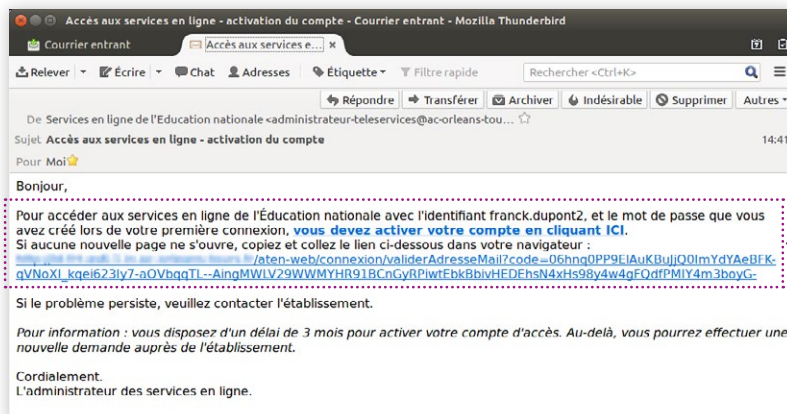 Accès aux services en ligne - activation du compte - Courrier entrant - Mozilla Thunderbird
Courrier entrant Accès aux services e... ×
Relever Écrire Chat Adresses Étiquette Filtre rapide Rechercher <Ctrl+K>
Répondre Transférer Archiver Indésirable Supprimer Autres
De Services en ligne de l'Education nationale <administrateur-teleservices@ac-orleans-tou...
Sujet Accès aux services en ligne - activation du compte 14:41
Pour Moi
Bonjour,
Pour accéder aux services en ligne de l'Éducation nationale avec l'identifiant franck.dupont2, et le mot de passe que vous
avez créé lors de votre première connexion, vous devez activer votre compte en cliquant ICI.
Si aucune nouvelle page ne s'ouvre, copiez et collez le lien ci-dessous dans votre navigateur :
/aten-web/connexion/validerAdresseMail?code=06hnq0PP9EIAuKBuJjQ0ImYdYAeBFK-
qVNoXI_kqei623ly7-aOVbqqTL--AingMWLV29WWMYHR91BCnGyRPiwtEbkBbivHEDEhsN4xHs98y4w4gFQdfPMIY4m3boyG-
Si le problème persiste, veuillez contacter l'établissement.
Pour information : vous disposez d'un délai de 3 mois pour activer votre compte d'accès. Au-delà, vous pourrez effectuer une
nouvelle demande auprès de l'établissement.
Cordialement.
L'administrateur des services en ligne.